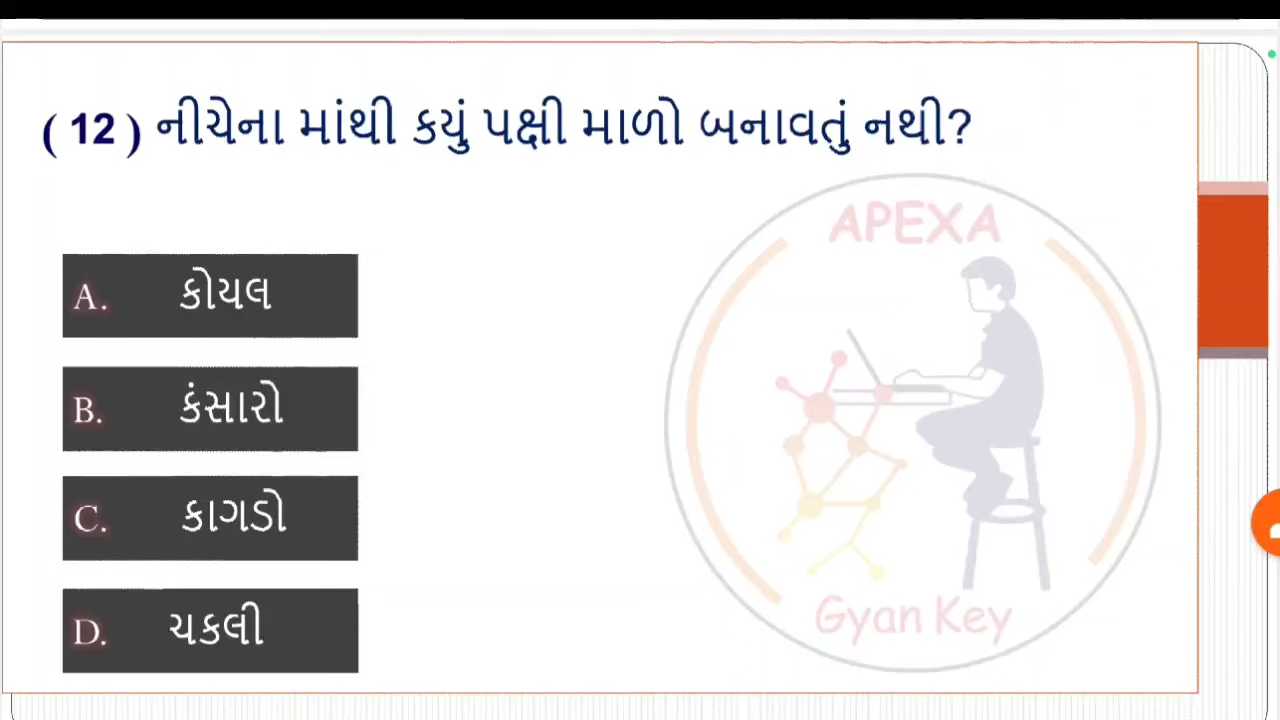 ( 12 ) નીચેના માંથી કયું પક્ષી માળો બનાવતું નથી?
APEXA
A. કોયલ
B. કંસારો
C. કાગડો
D. ચકલી
Gyan Key